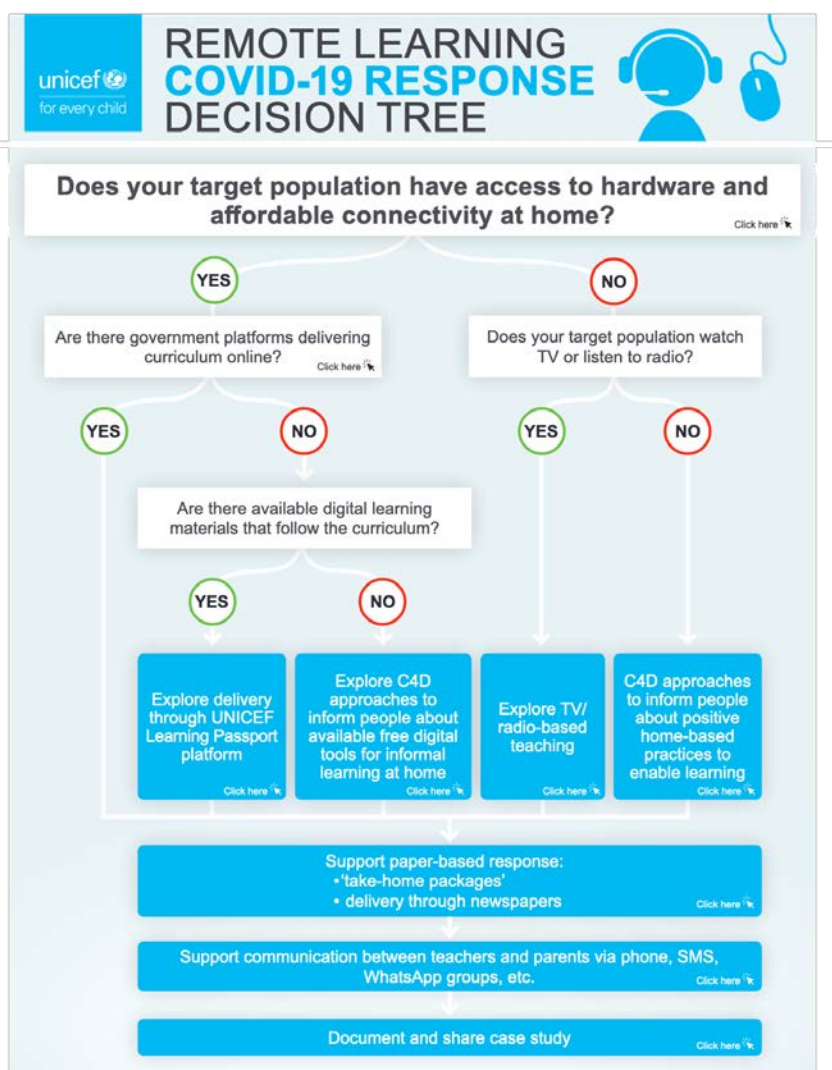 unicef
for every child
REMOTE LEARNING
COVID-19 RESPONSE
DECISION TREE
Does your target population have access to hardware and
affordable connectivity at home?
Click here
YES
NO
Are there government platforms delivering
curriculum online?
Click here
Does your target population watch
TV or listen to radio?
YES
NO
YES
NO
Are there available digital learning
materials that follow the curriculum?
YES
NO
Explore delivery
through UNICEF
Learning Passport
platform
Click here
Explore C4D
approaches to
inform people about
available free digital
tools for informal
learning at home
Click here
Explore TV/
radio-based
teaching
Click here
C4D approaches
to inform people
about positive
home-based
practices to
enable learning
Click here
Support paper-based response:
•'take-home packages'
• delivery through newspapers
Click here
Support communication between teachers and parents via phone, SMS,
WhatsApp groups, etc.
Click here
Document and share case study
Click here